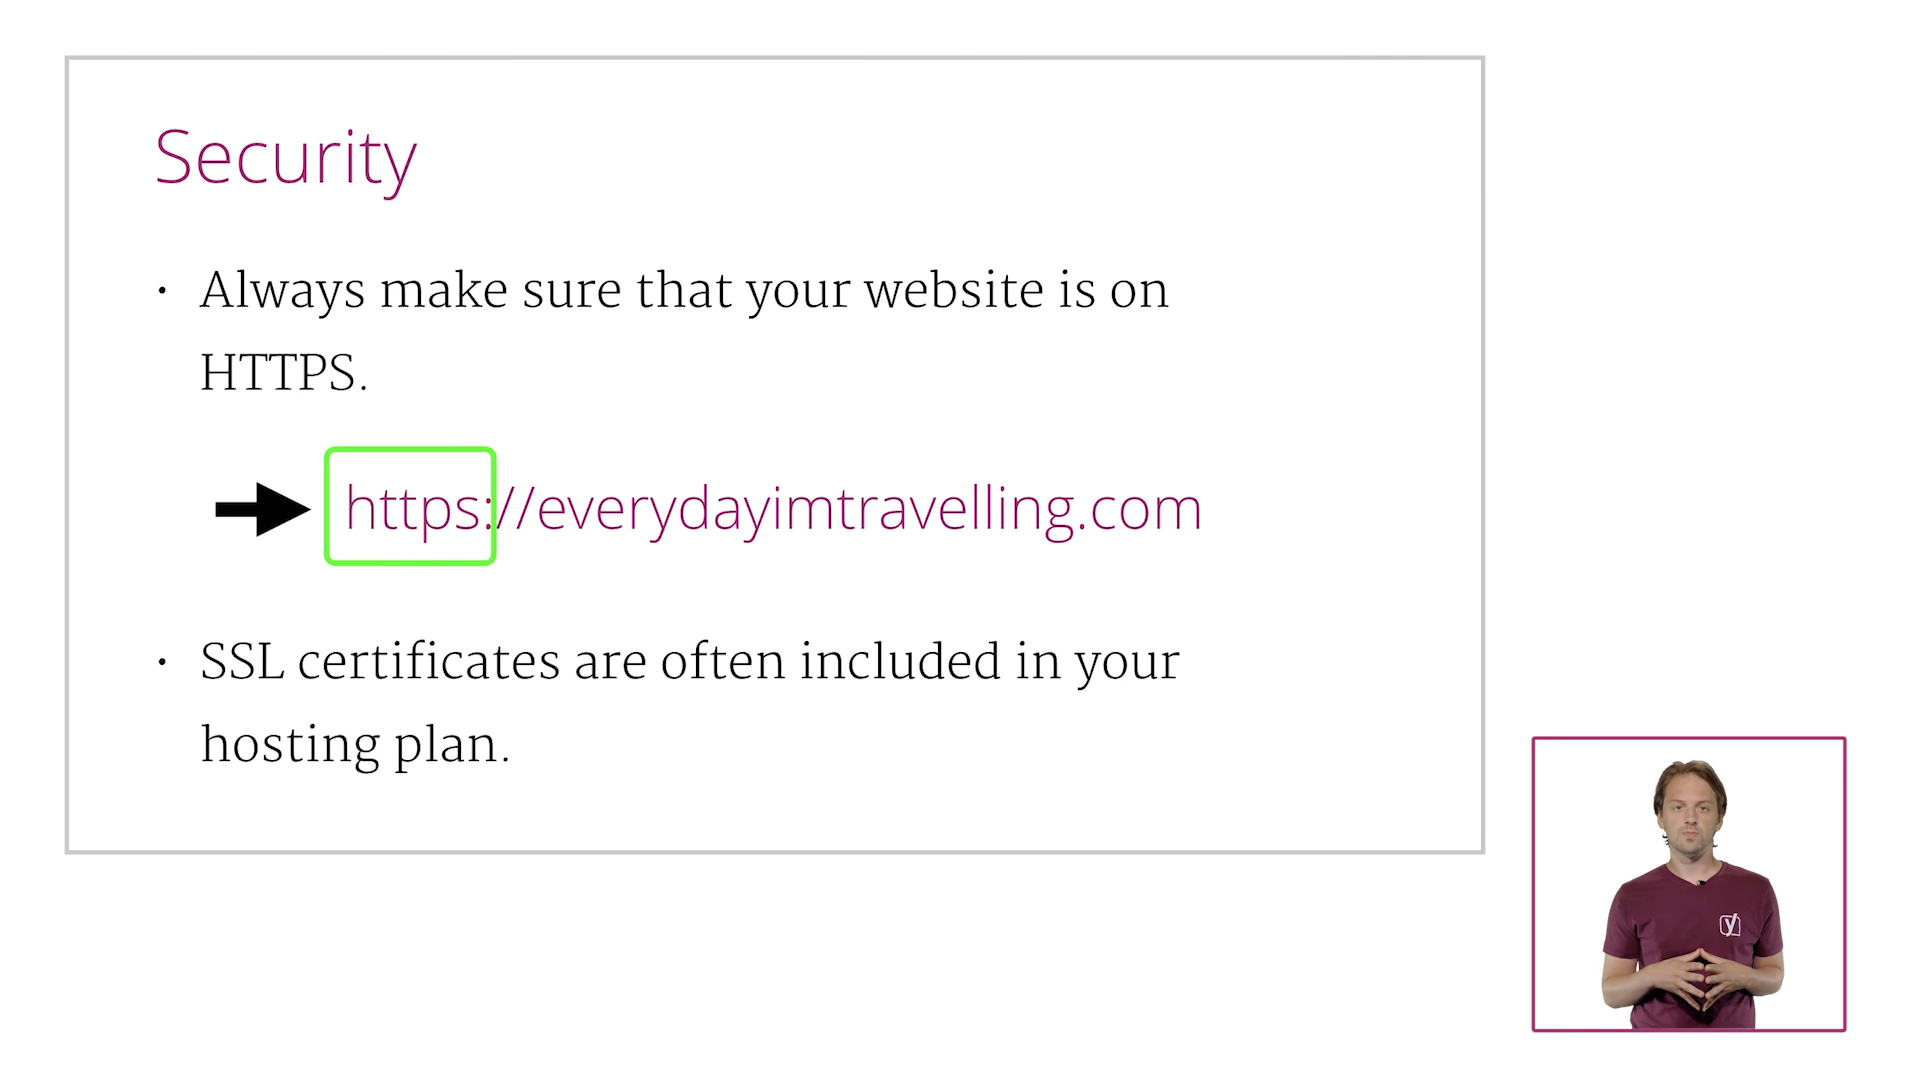 Security
• Always make sure that your website is on
HTTPS.
https://everydayimtravelling.com
• SSL certificates are often included in your
hosting plan.
y